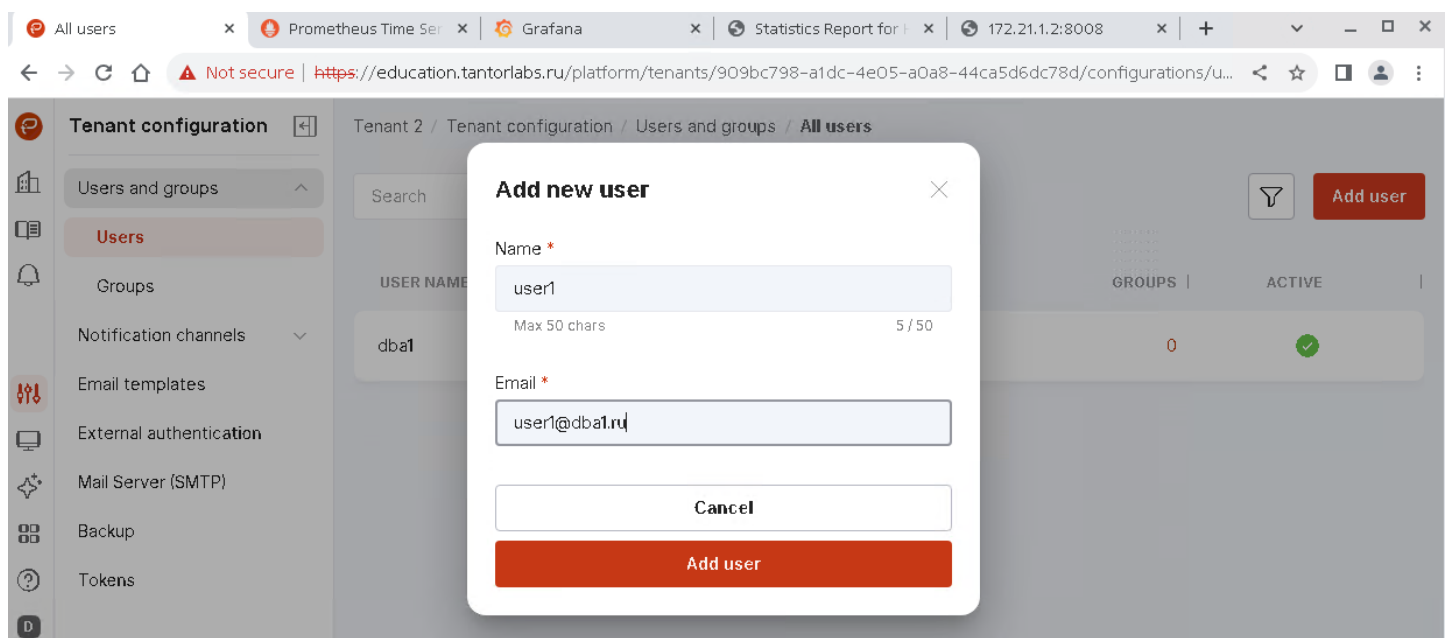 All users
Prometheus Time Ser
Grafana
Statistics Report for H
172.21.1.2:8008
Not secure | https://education.tantorlabs.ru/platform/tenants/909bc798-a1dc-4e05-a0a8-44ca5d6dc78d/configurations/u...
Tenant configuration
Tenant 2 / Tenant configuration / Users and groups / All users
Users and groups
Search
Add user
Users
Groups
Notification channels
Email templates
External authentication
Mail Server (SMTP)
Backup
Tokens
D
USER NAME
GROUPS
ACTIVE
dba1
0
Add new user
Name *
user1
Max 50 chars
5 / 50
Email *
user1@dba1.ru
Cancel
Add user